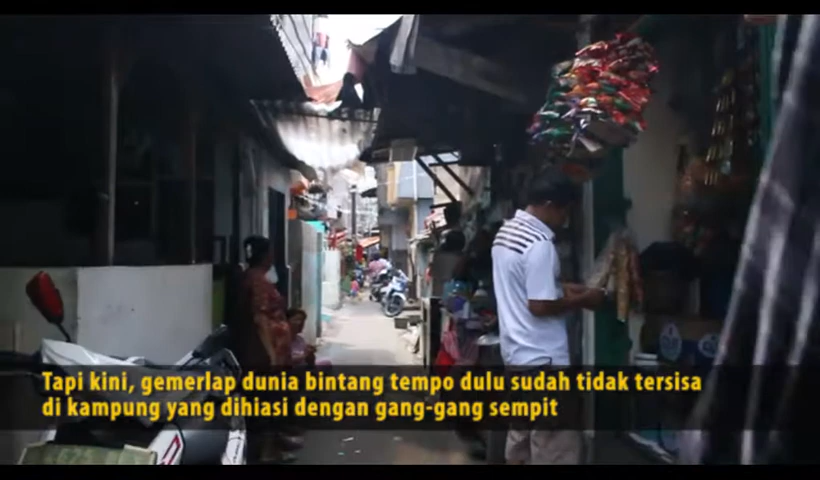 Tapi kini, gemerlap dunia bintang tempo dulu sudah tidak tersisa
di kampung yang dihiasi dengan gang-gang sempit